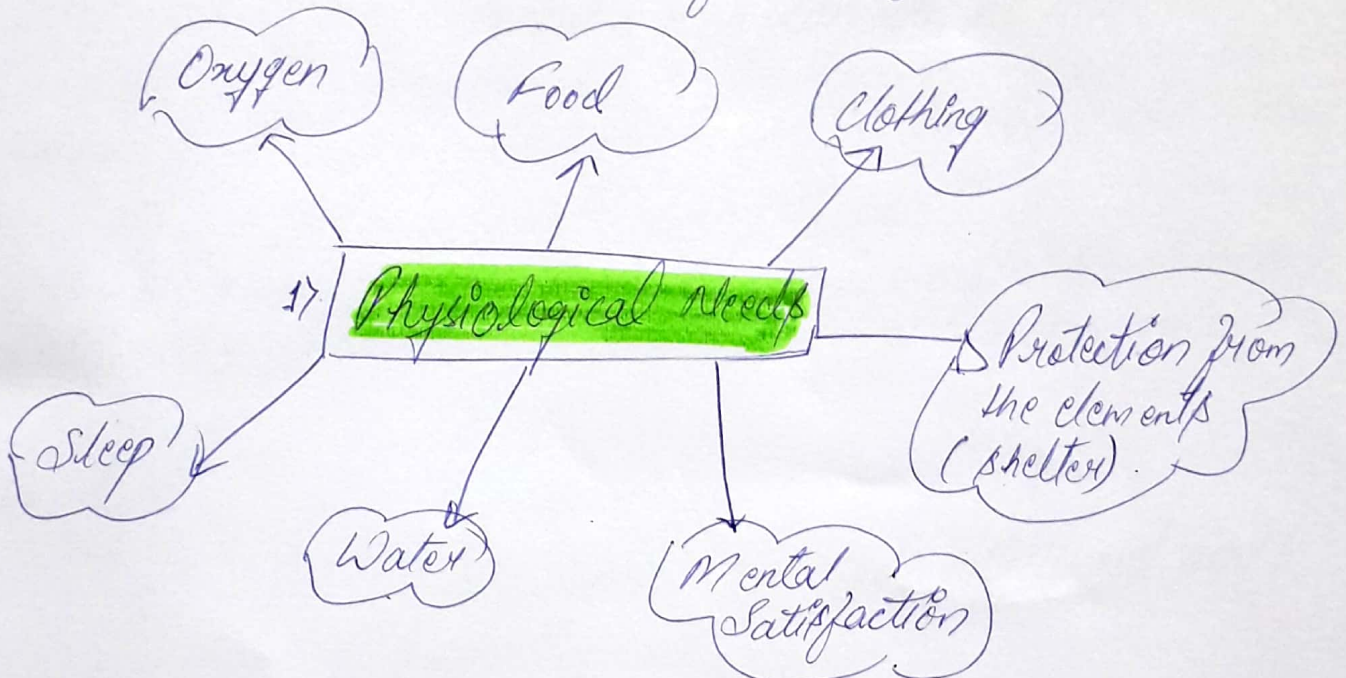 Oxygen
Food
Clothing
1) Physiological Needs
Protection from
the elements
(shelter).
Sleep
Water
Mental
Satisfaction